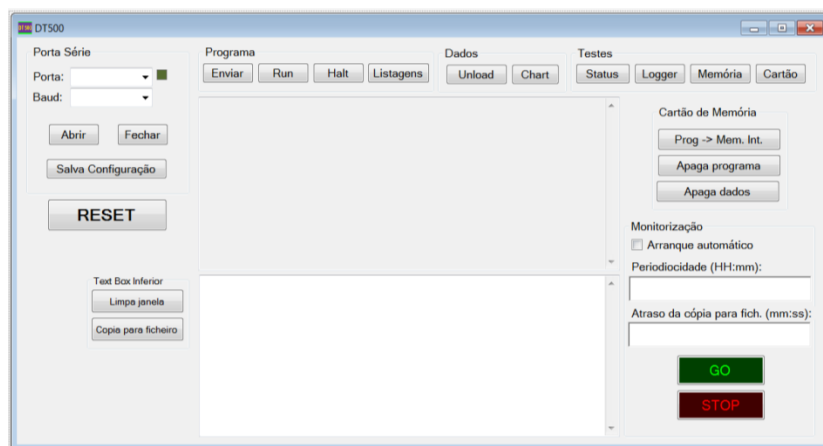 DT500
Porta Série
Porta:
Baud:
Abrir Fechar
Salva Configuração
RESET
Text Box Inferior
Limpa janela
Copia para ficheiro
Programa
Enviar Run Halt Listagens
Dados
Unload Chart
Testes
Status Logger Memória Cartão
Cartão de Memória
Prog -> Mem. Int.
Apaga programa
Apaga dados
Monitorização
Arranque automático
Periodiocidade (HH:mm):
Atraso da cópia para fich. (mm:ss):
GO
STOP